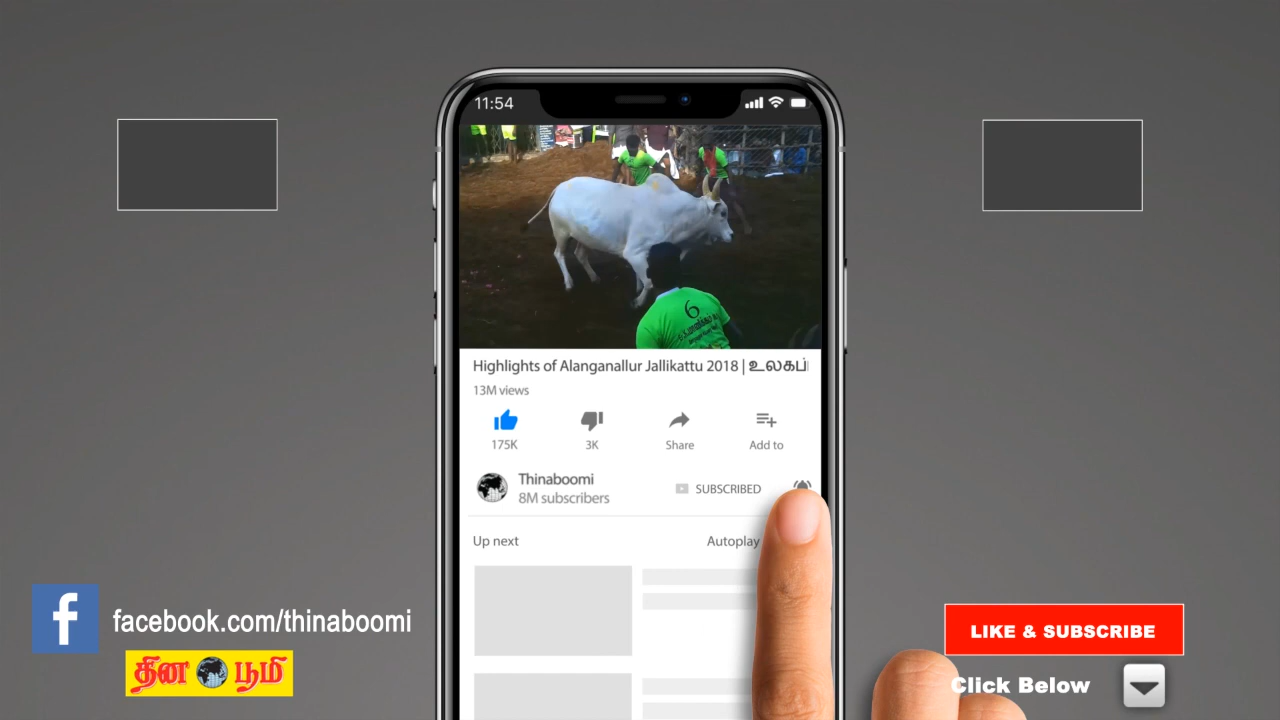 11:54
6
Highlights of Alanganallur Jallikattu 2018 | உலகப்
13M views
175K
3K
Share
Add to
Thinaboomi
8M subscribers
SUBSCRIBED
Up next
Autoplay
f
facebook.com/thinaboomi
தின பூமி
LIKE & SUBSCRIBE
Click Below